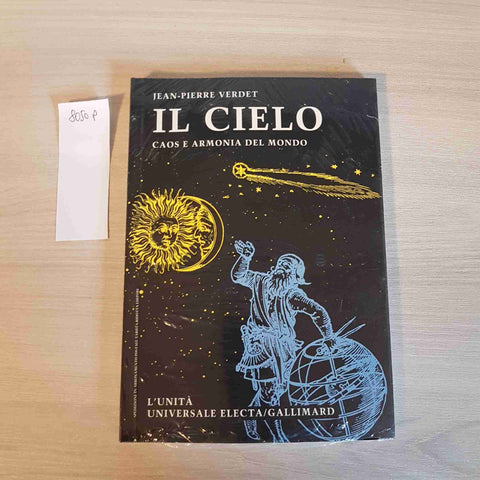 8050 P
JEAN-PIERRE VERDET
IL CIELO
CAOS E ARMONIA DEL MONDO
L'UNITÀ
UNIVERSALE ELECTA/GALLIMARD